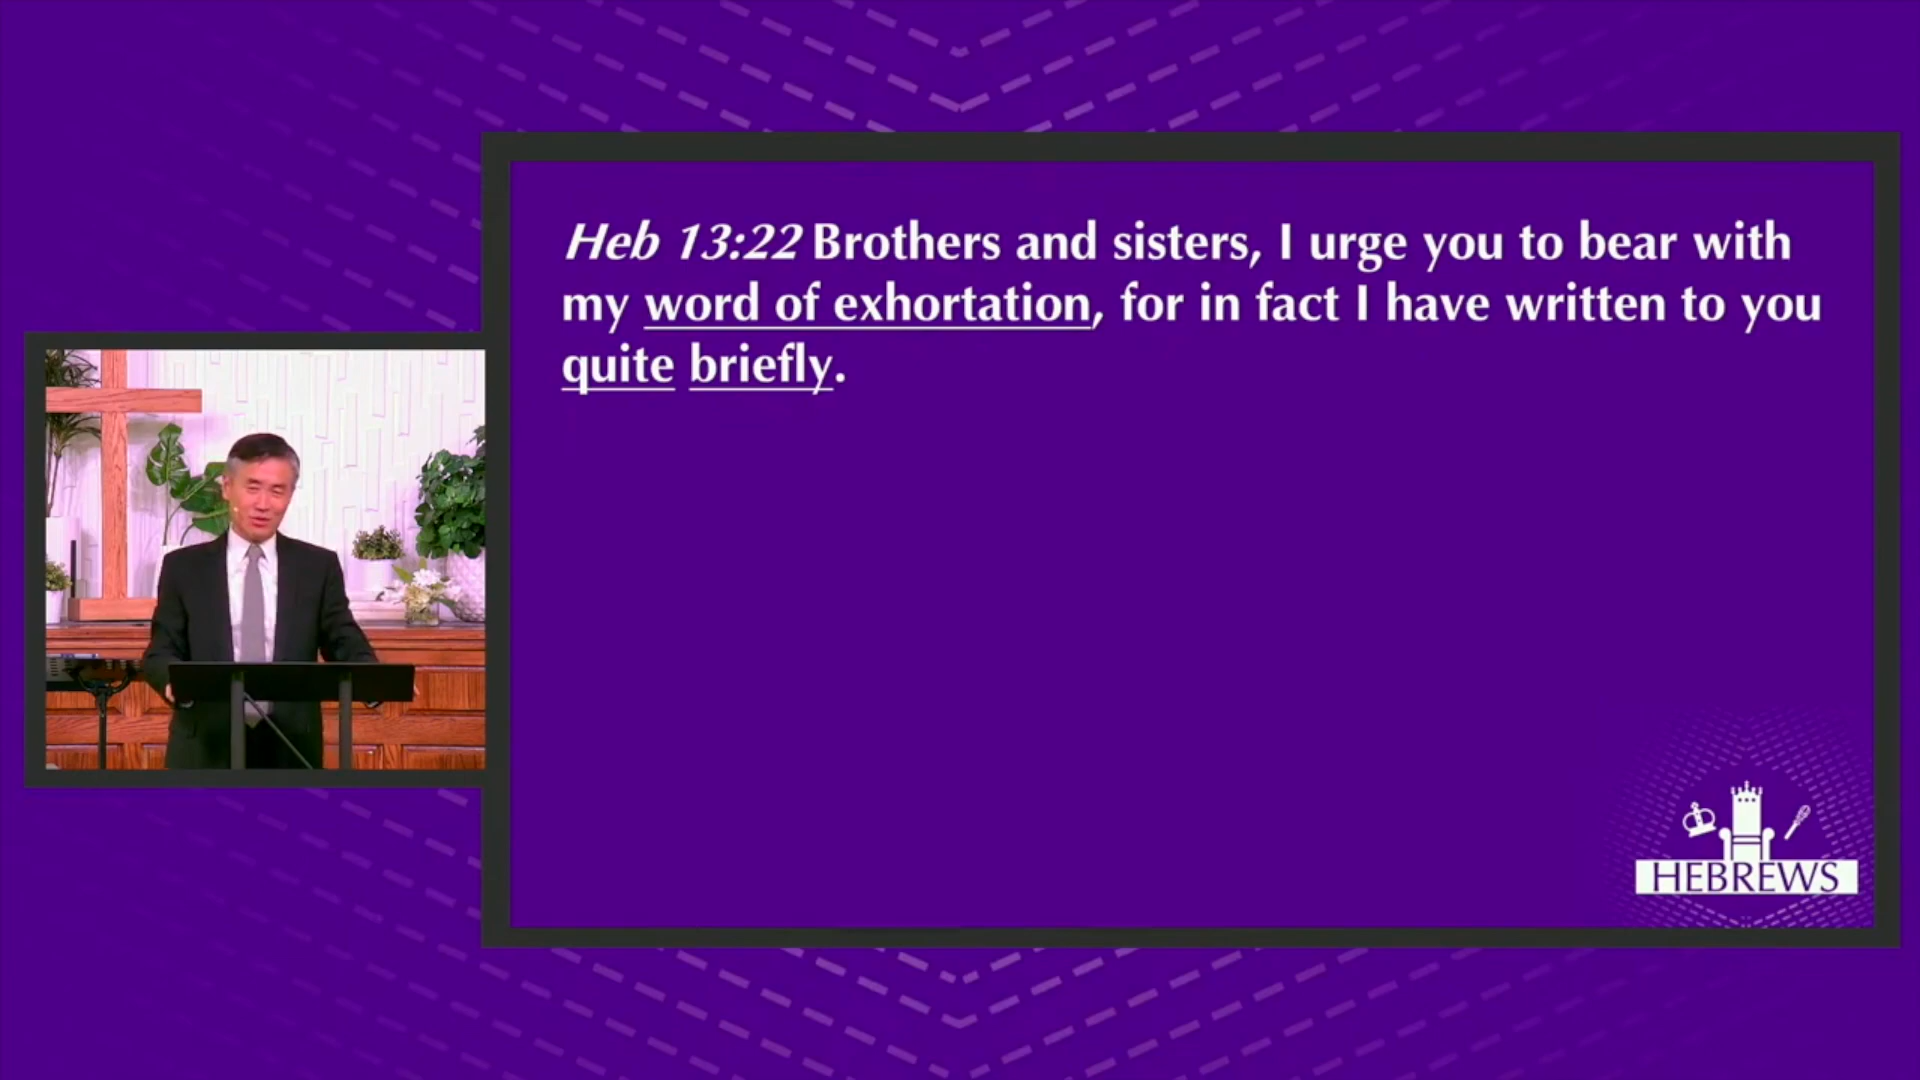 Heb 13:22 Brothers and sisters, I urge you to bear with
my word of exhortation, for in fact I have written to you
quite briefly.
HEBREWS